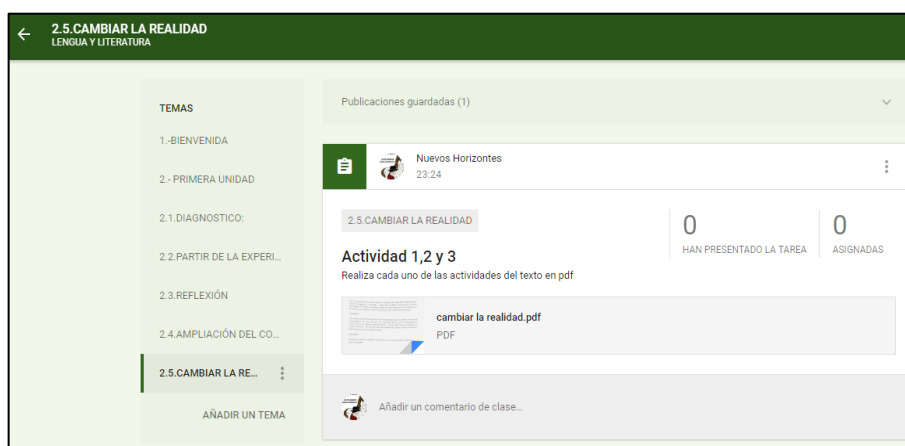 2.5.CAMBIAR LA REALIDAD
LENGUA Y LITERATURA
TEMAS
1.-BIENVENIDA
2.- PRIMERA UNIDAD
2.1.DIAGNOSTICO:
2.2.PARTIR DE LA EXPERI...
2.3.REFLEXIÓN
2.4.AMPLIACIÓN DEL CO...
2.5.CAMBIAR LA RE...
AÑADIR UN TEMA
Publicaciones guardadas (1)
Nuevos Horizontes
23:24
2.5.CAMBIAR LA REALIDAD
0
HAN PRESENTADO LA TAREA
0
ASIGNADAS
Actividad 1,2 y 3
Realiza cada uno de las actividades del texto en pdf
cambiar la realidad.pdf
PDF
Añadir un comentario de clase...